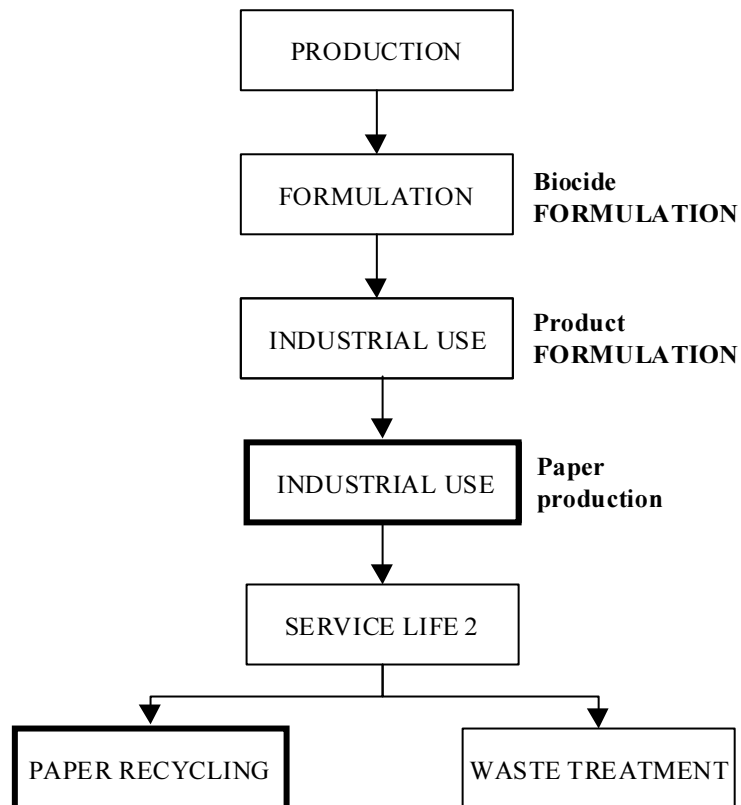 PRODUCTION
FORMULATION
Biocide
FORMULATION
INDUSTRIAL USE
Product
FORMULATION
INDUSTRIAL USE
Paper
production
SERVICE LIFE 2
PAPER RECYCLING
WASTE TREATMENT